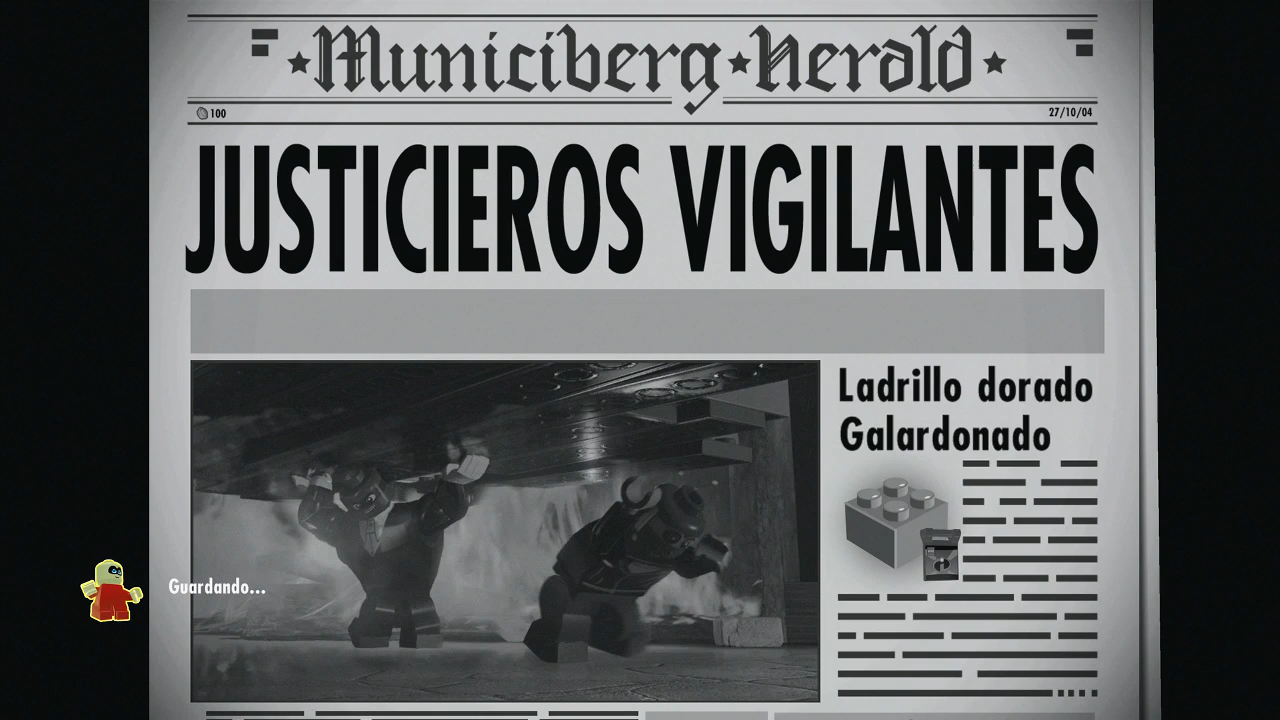 Municiberg Herald
100
27/10/04
JUSTICIEROS VIGILANTES
Ladrillo dorado
Galardonado
Guardando...